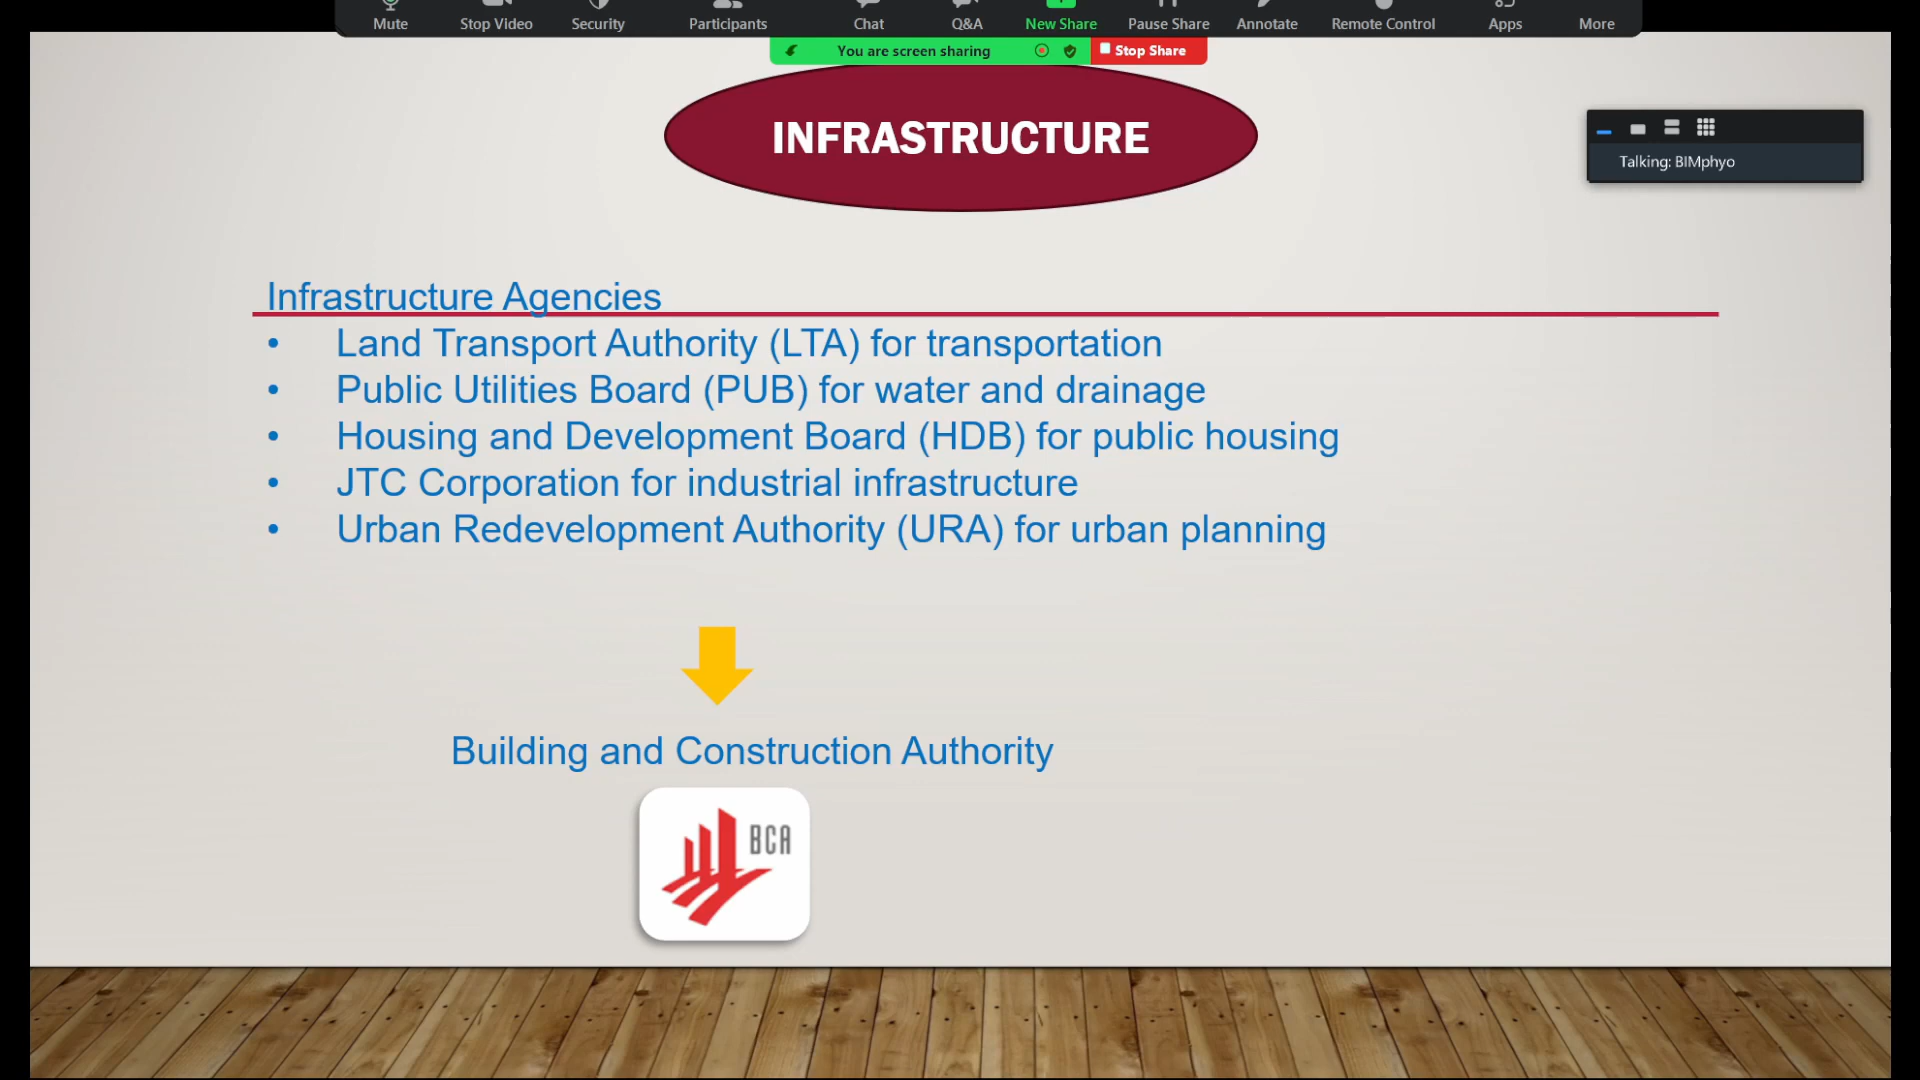 Mute Stop Video Security Participants Chat Q&A New Share Pause Share Annotate Remote Control Apps More
You are screen sharing Stop Share
INFRASTRUCTURE
Talking: BIMphyo
Infrastructure Agencies
• Land Transport Authority (LTA) for transportation
• Public Utilities Board (PUB) for water and drainage
• Housing and Development Board (HDB) for public housing
• JTC Corporation for industrial infrastructure
• Urban Redevelopment Authority (URA) for urban planning
Building and Construction Authority
BCA